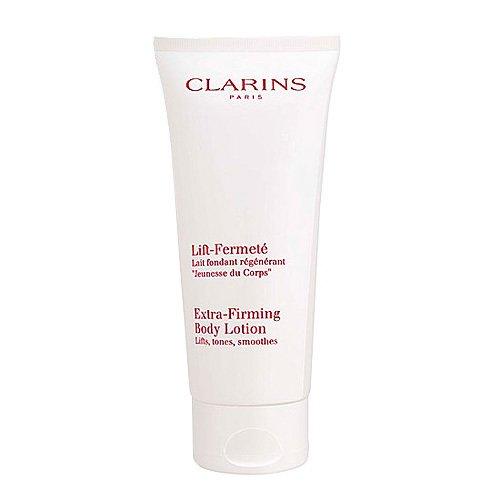 CLARINS
PARIS
Lift-Fermeté
Lait fondant régénérant
"Jeunesse du Corps"
Extra-Firming
Body Lotion
Lifts, tones, smoothes